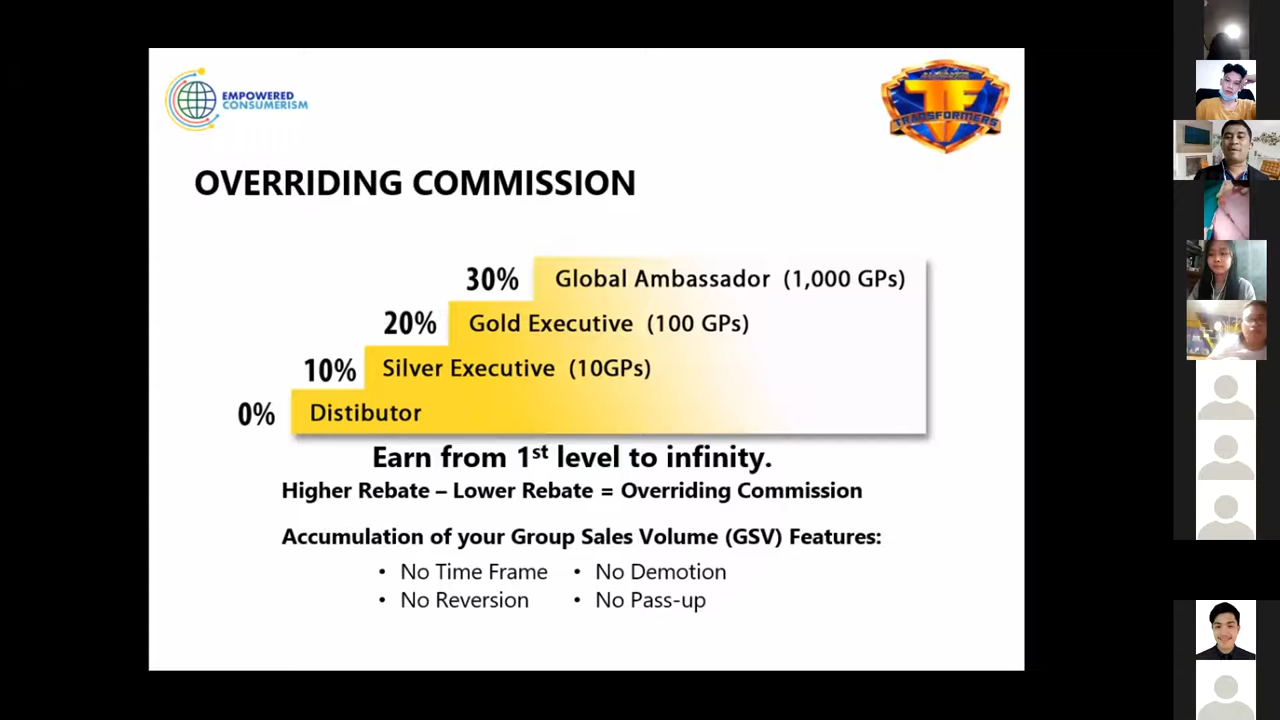 EMPOWERED
CONSUMERISM
TF
TRANSFORMERS
OVERRIDING COMMISSION
30% Global Ambassador (1,000 GPs)
20% Gold Executive (100 GPs)
10% Silver Executive (10GPs)
0% Distibutor
Earn from 1st level to infinity.
Higher Rebate – Lower Rebate = Overriding Commission
Accumulation of your Group Sales Volume (GSV) Features:
• No Time Frame • No Demotion
• No Reversion • No Pass-up